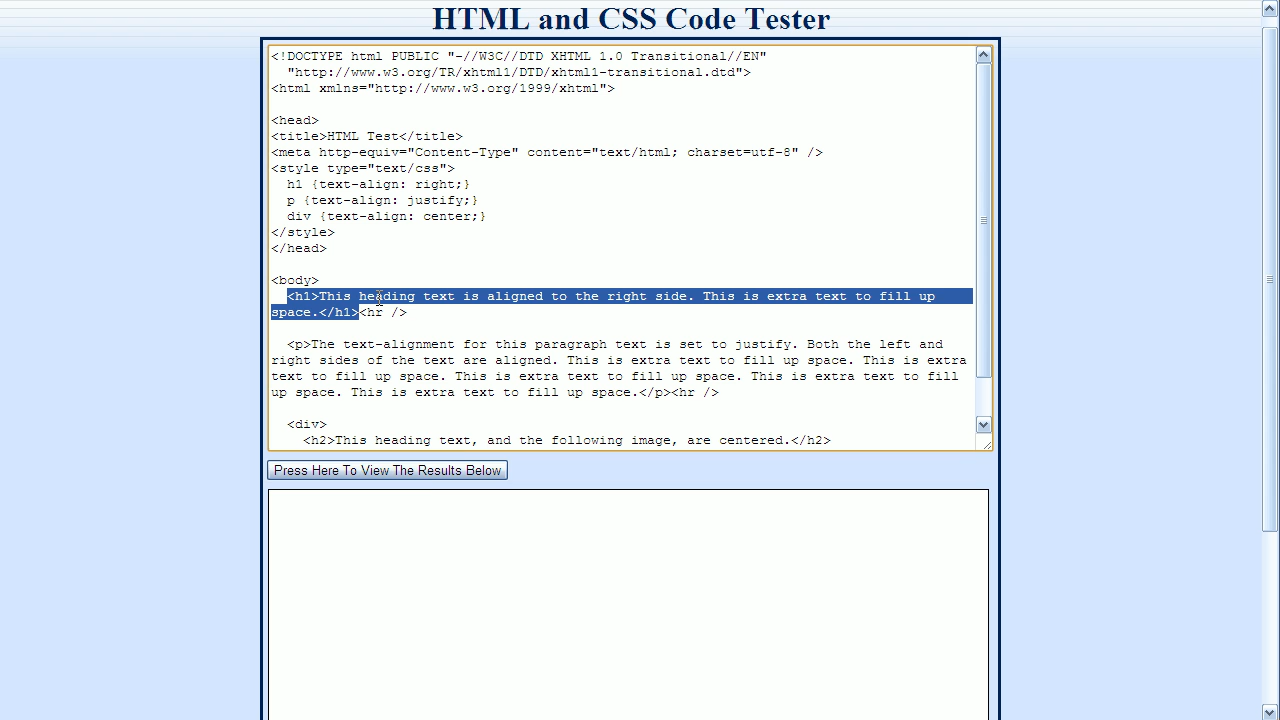 HTML and CSS Code Tester
<!DOCTYPE html PUBLIC "-//W3C//DTD XHTML 1.0 Transitional//EN"
"http://www.w3.org/TR/xhtml1/DTD/xhtml1-transitional.dtd">
<html xmlns="http://www.w3.org/1999/xhtml">
<head>
<title>HTML Test</title>
<meta http-equiv="Content-Type" content="text/html; charset=utf-8" />
<style type="text/css">
h1 {text-align: right;}
p {text-align: justify;}
div {text-align: center;}
</style>
</head>
<body>
<h1>This heading text is aligned to the right side. This is extra text to fill up
space.</h1><hr />
<p>The text-alignment for this paragraph text is set to justify. Both the left and
right sides of the text are aligned. This is extra text to fill up space. This is extra
text to fill up space. This is extra text to fill up space. This is extra text to fill
up space. This is extra text to fill up space.</p><hr />
<div>
<h2>This heading text, and the following image, are centered.</h2>
Press Here To View The Results Below